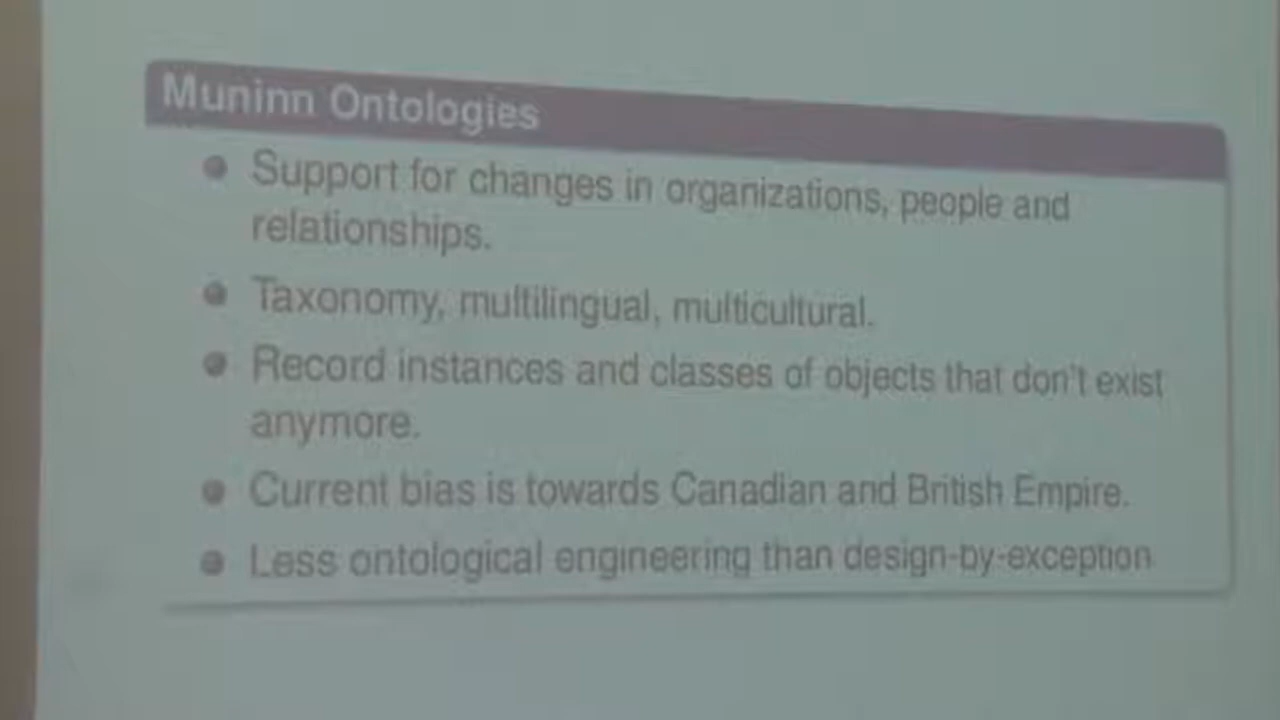 Muninn Ontologies
Support for changes in organizations, people and
relationships.
Taxonomy, multilingual, multicultural.
Record instances and classes of objects that don't exist
anymore.
Current bias is towards Canadian and British Empire.
Less ontological engineering than design-by-exception